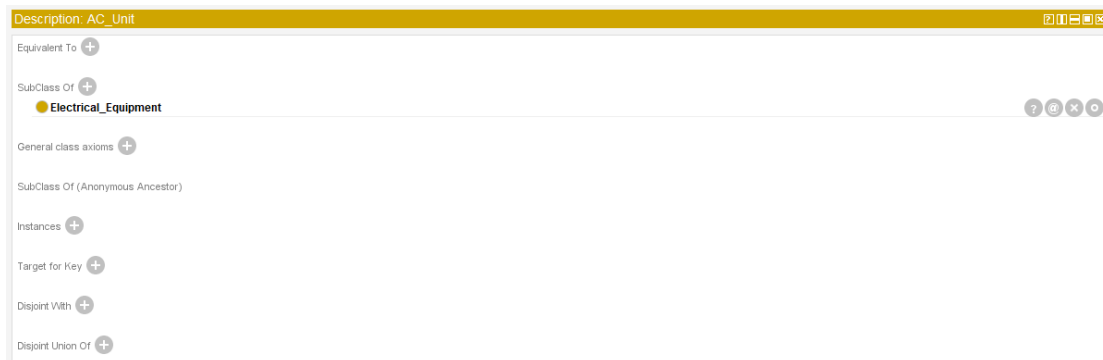 Description: AC_Unit
Equivalent To
SubClass Of
Electrical_Equipment
General class axioms
SubClass Of (Anonymous Ancestor)
Instances
Target for Key
Disjoint With
Disjoint Union Of